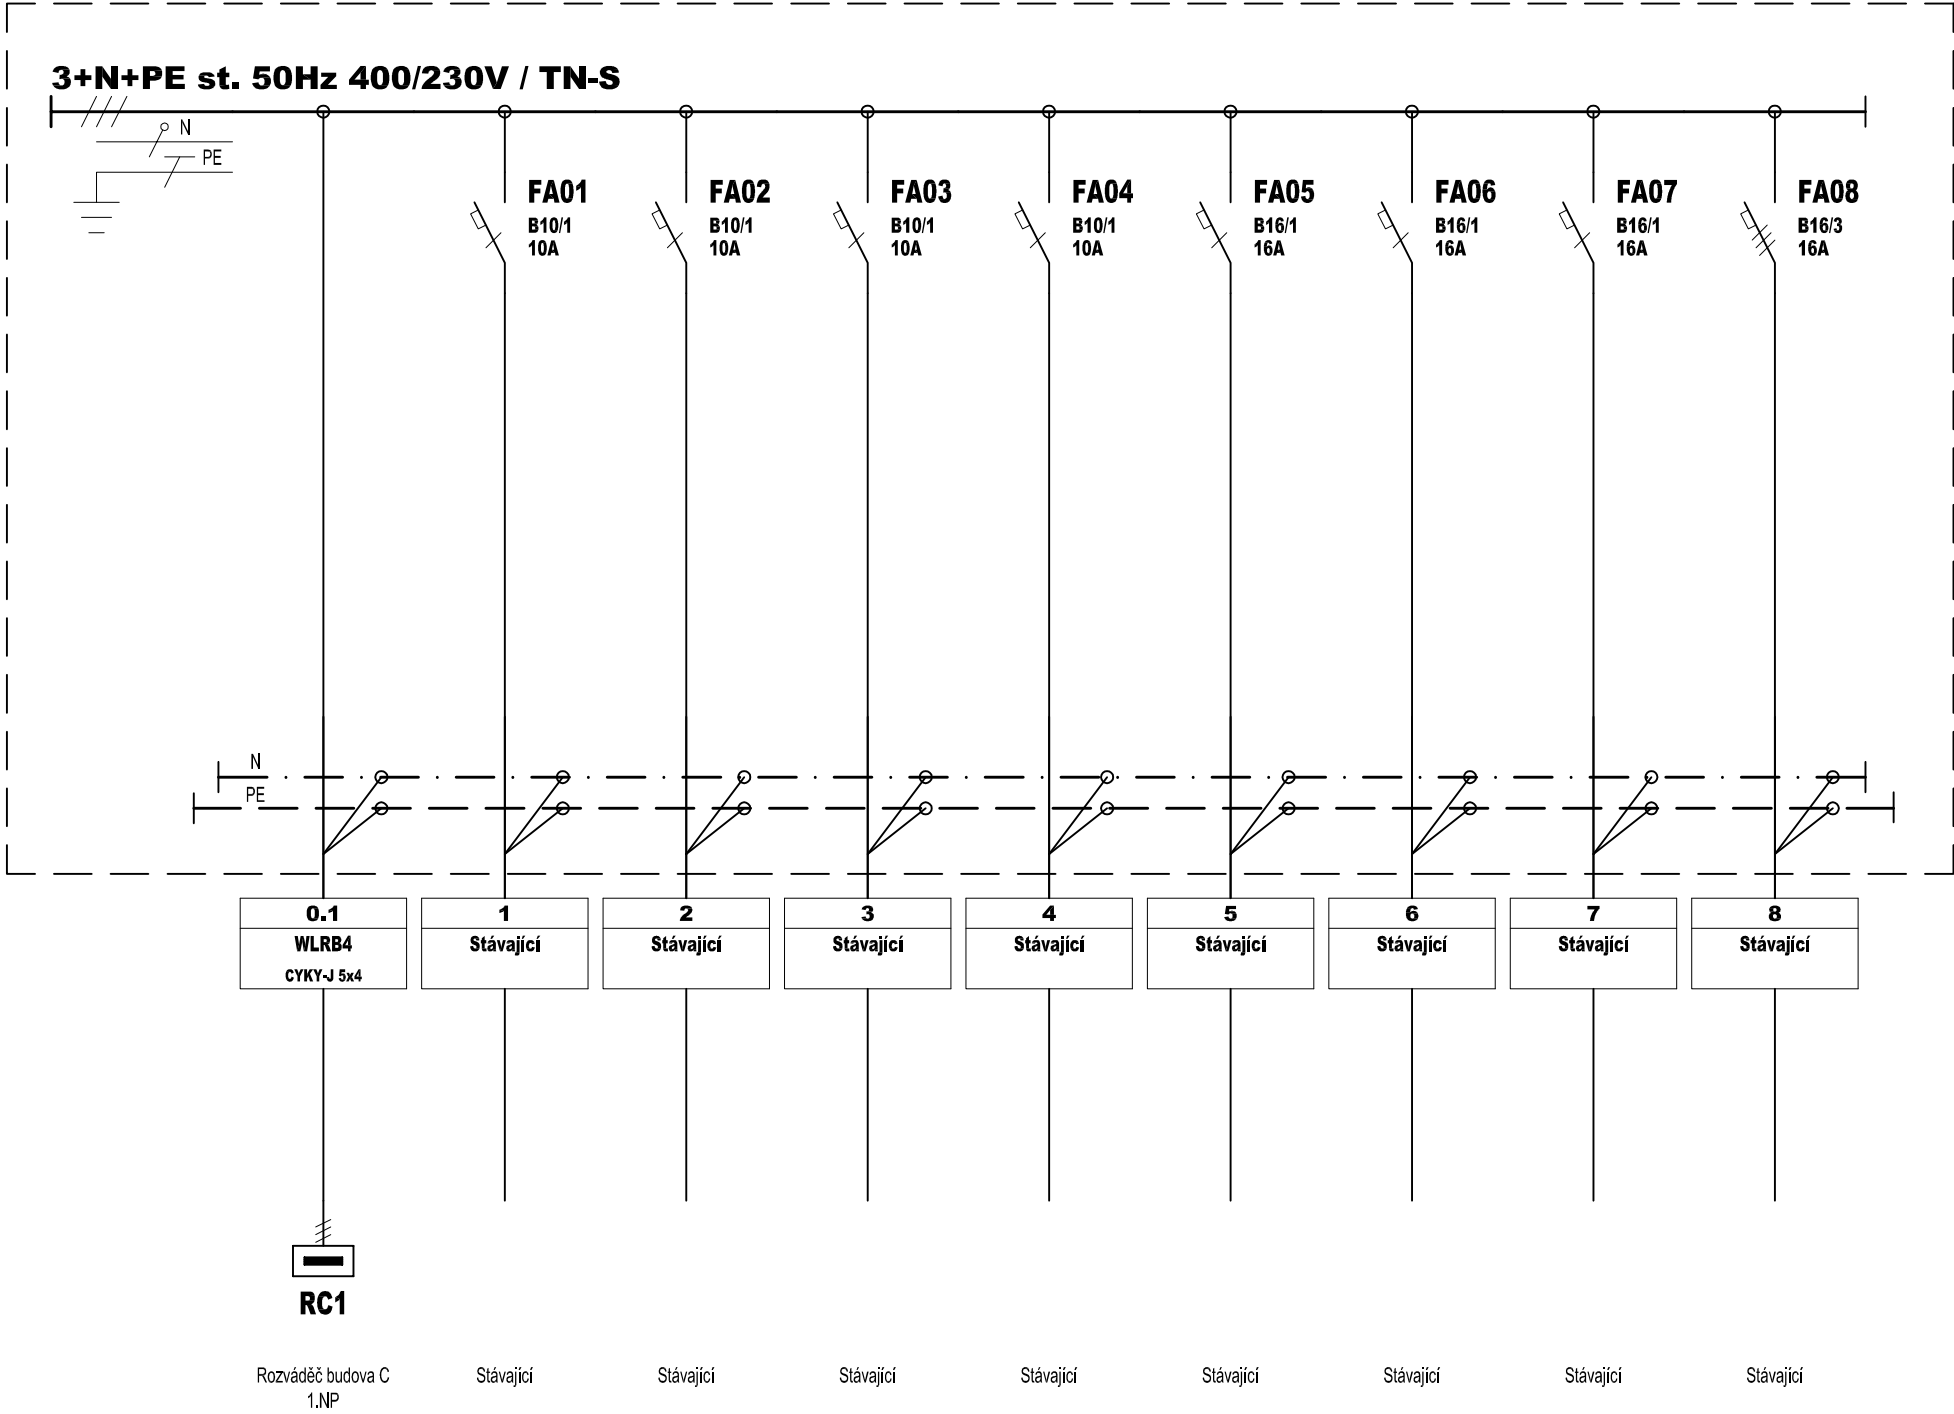 3+N+PE st. 50Hz 400/230V / TN-S
N
PE
FA01
B10/1
10A
FA02
B10/1
10A
FA03
B10/1
10A
FA04
B10/1
10A
FA05
B16/1
16A
FA06
B16/1
16A
FA07
B16/1
16A
FA08
B16/3
16A
N
PE
0.1
WLRB4
CYKY-J 5x4
1
Stávající
2
Stávající
3
Stávající
4
Stávající
5
Stávající
6
Stávající
7
Stávající
8
Stávající
RC1
Rozváděč budova C
1.NP
Stávající
Stávající
Stávající
Stávající
Stávající
Stávající
Stávající
Stávající